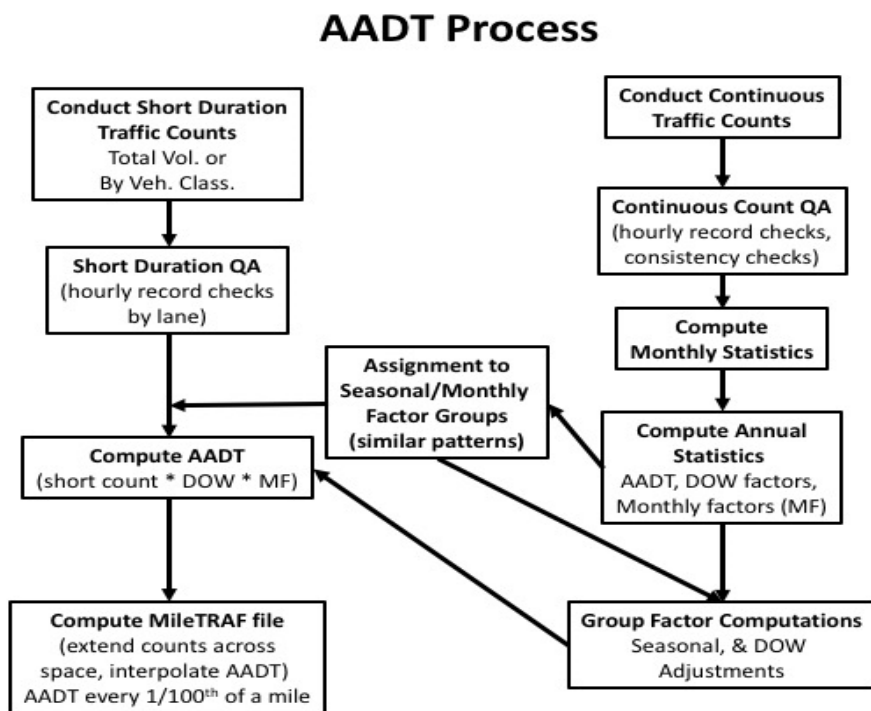 AADT Process
Conduct Short Duration
Traffic Counts
Total Vol. or
By Veh. Class.
Short Duration QA
(hourly record checks
by lane)
Compute AADT
(short count * DOW * MF)
Compute MileTRAF file
(extend counts across
space, interpolate AADT)
AADT every 1/100th of a mile
Assignment to
Seasonal/Monthly
Factor Groups
(similar patterns)
Conduct Continuous
Traffic Counts
Continuous Count QA
(hourly record checks,
consistency checks)
Compute
Monthly Statistics
Compute Annual
Statistics
AADT, DOW factors,
Monthly factors (MF)
Group Factor Computations
Seasonal, & DOW
Adjustments